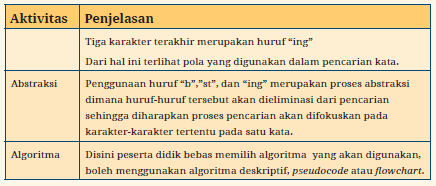 Aktivitas Penjelasan
Tiga karakter terakhir merupakan huruf “ing”
Dari hal ini terlihat pola yang digunakan dalam pencarian kata.
Abstraksi Penggunaan huruf “b”,”st”, dan “ing” merupakan proses abstraksi
dimana huruf-huruf tersebut akan dieliminasi dari pencarian
sehingga diharapkan proses pencarian akan difokuskan pada
karakter-karakter tertentu pada satu kata.
Algoritma Disini peserta didik bebas memilih algoritma yang akan digunakan,
boleh menggunakan algoritma deskriptif, pseudocode atau flowchart.